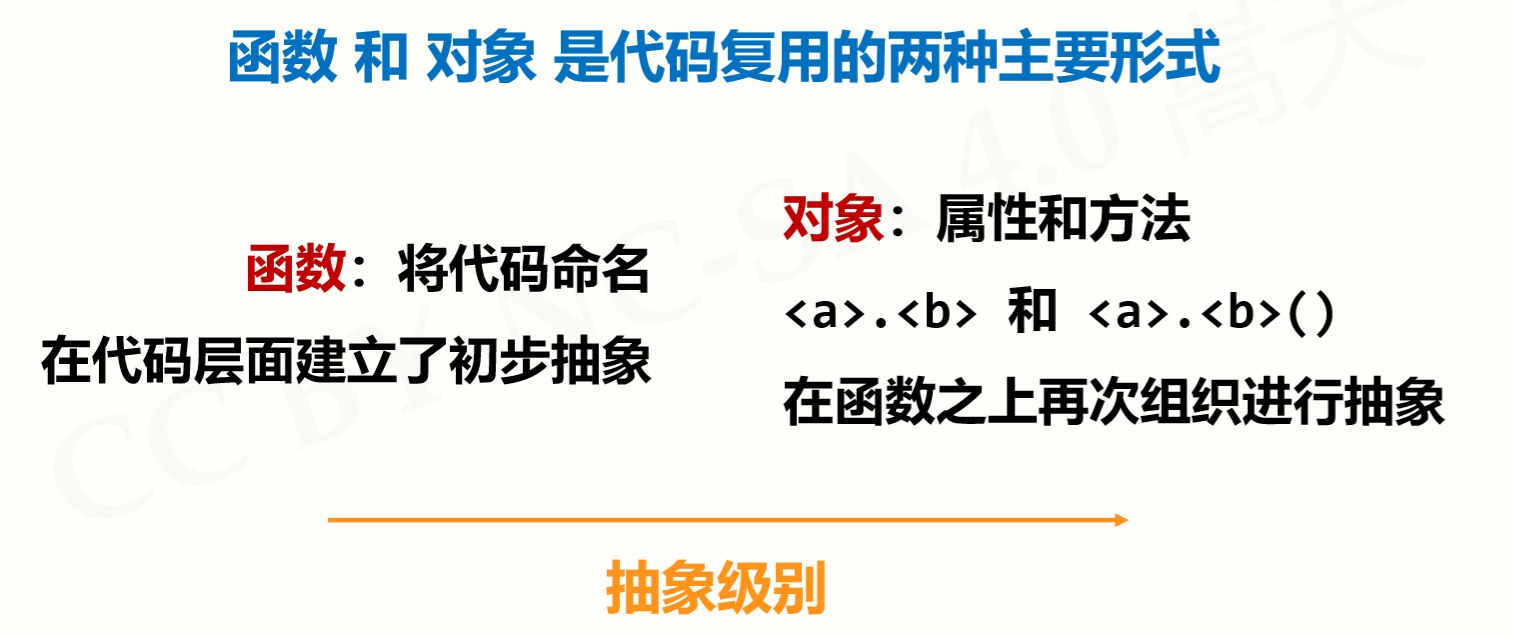 函数 和 对象 是代码复用的两种主要形式
函数：将代码命名
在代码层面建立了初步抽象
对象：属性和方法
<a>.<b> 和 <a>.<b>()
在函数之上再次组织进行抽象
抽象级别
CC BY NC-SA 4.0 嵩天